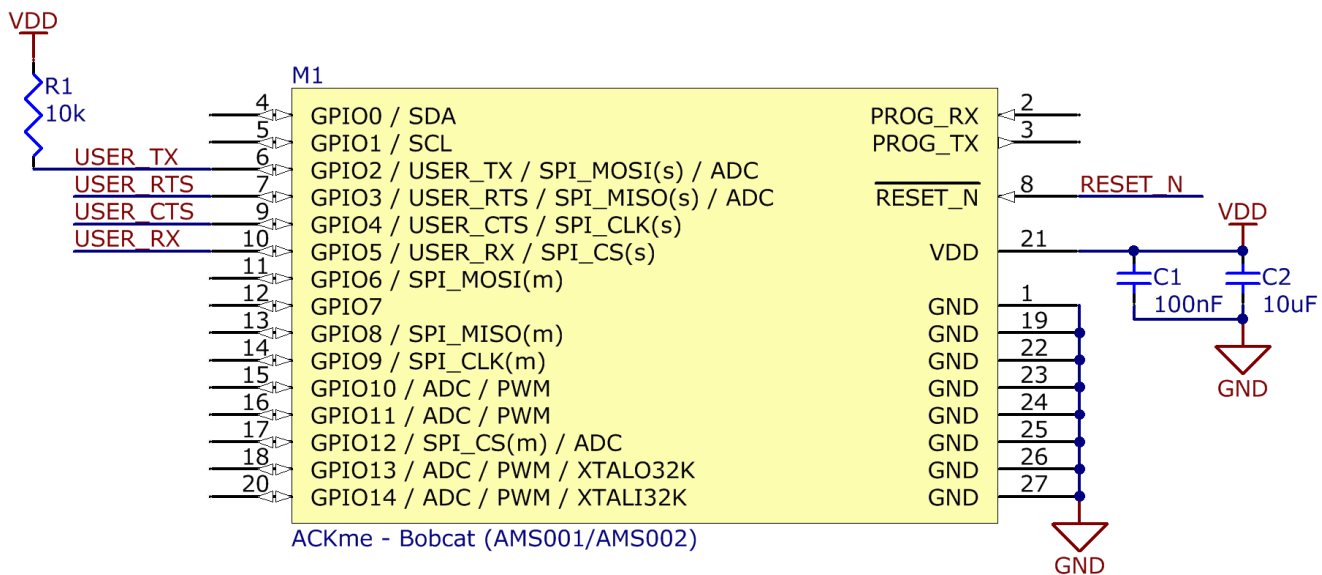 VDD
R1
10k
M1
4 GPIO0 / SDA PROG_RX 2
5 GPIO1 / SCL PROG_TX 3
USER_TX 6 GPIO2 / USER_TX / SPI_MOSI(s) / ADC
USER_RTS 7 GPIO3 / USER_RTS / SPI_MISO(s) / ADC RESET_N 8 RESET_N
USER_CTS 9 GPIO4 / USER_CTS / SPI_CLK(s) VDD
USER_RX 10 GPIO5 / USER_RX / SPI_CS(s) VDD 21
11 GPIO6 / SPI_MOSI(m) C1 C2
12 GPIO7 GND 1 100nF 10uF
13 GPIO8 / SPI_MISO(m) GND 19
14 GPIO9 / SPI_CLK(m) GND 22
15 GPIO10 / ADC / PWM GND 23 GND
16 GPIO11 / ADC / PWM GND 24
17 GPIO12 / SPI_CS(m) / ADC GND 25
18 GPIO13 / ADC / PWM / XTALO32K GND 26
20 GPIO14 / ADC / PWM / XTALI32K GND 27
ACKme - Bobcat (AMS001/AMS002)
GND